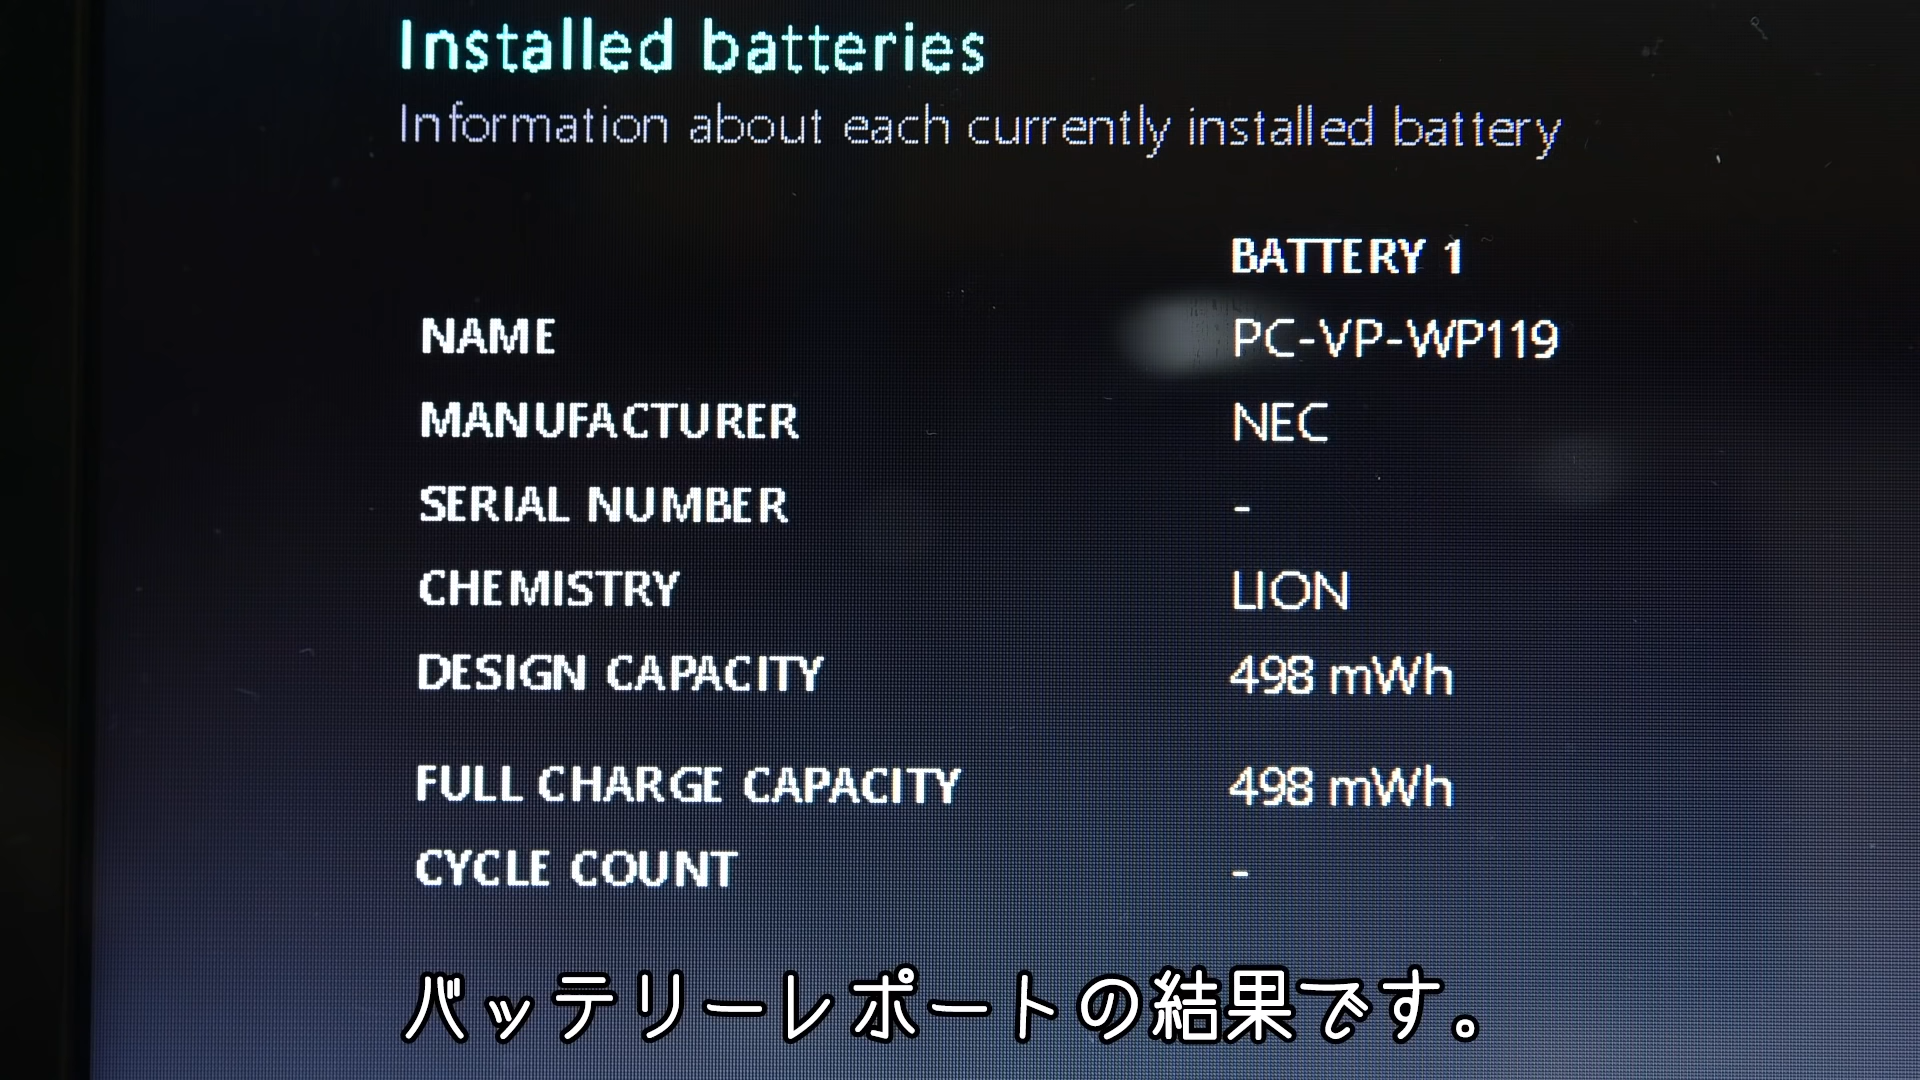 Installed batteries
Information about each currently installed battery
BATTERY 1
NAME PC-VP-WP119
MANUFACTURER NEC
SERIAL NUMBER -
CHEMISTRY LION
DESIGN CAPACITY 498 mWh
FULL CHARGE CAPACITY 498 mWh
CYCLE COUNT -
バッテリーレポートの結果です。